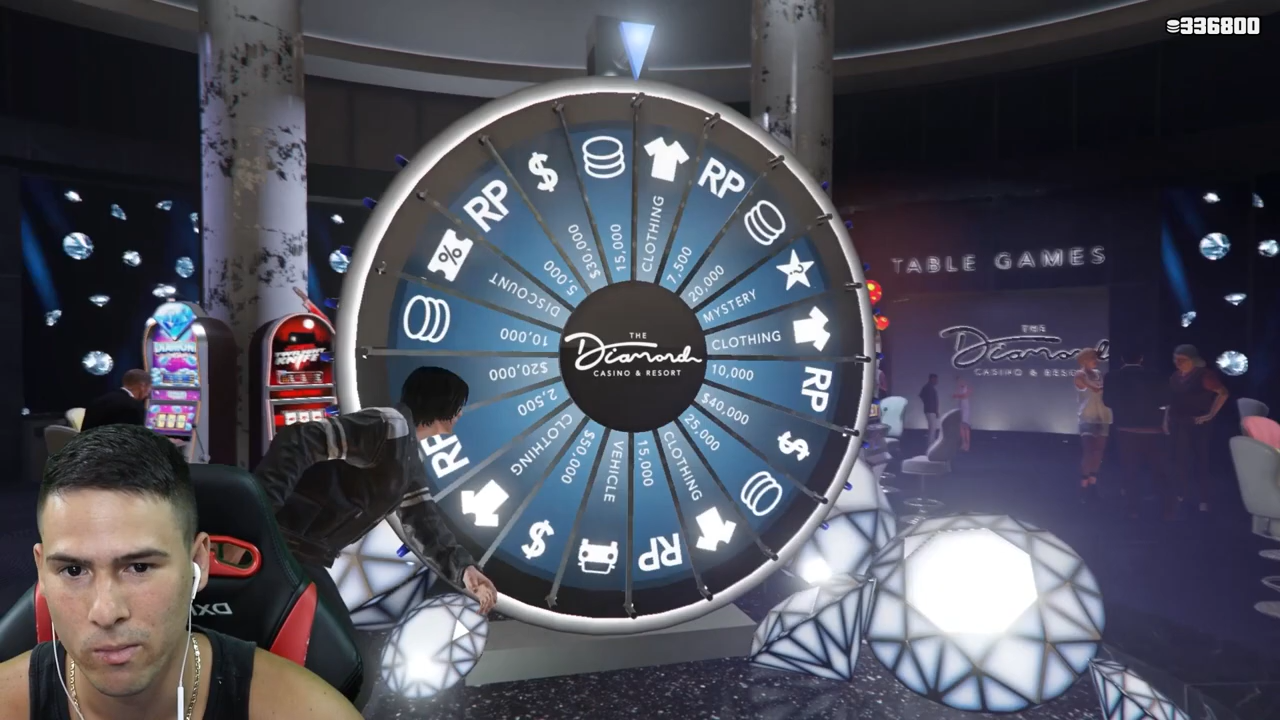 336800
TABLE GAMES
THE
Diamond
CASINO & RESORT
THE
Diamond
CASINO & RESORT
DIAMOND
15,000
CLOTHING
RP
7,500
20,000
MYSTERY
CLOTHING
RP
10,000
$
$40,000
25,000
CLOTHING
RP
15,000
VEHICLE
$
$50,000
CLOTHING
RP
2,500
$20,000
10,000
%
DISCOUNT
RP
5,000
$
$30,000